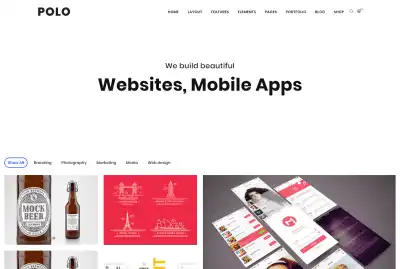 POLO
HOME LAYOUT FEATURES ELEMENTS PAGES PORTFOLIO BLOG SHOP
We build beautiful
Websites, Mobile Apps
Show All Branding Photography Marketing Media Web design
MOCK
BEER